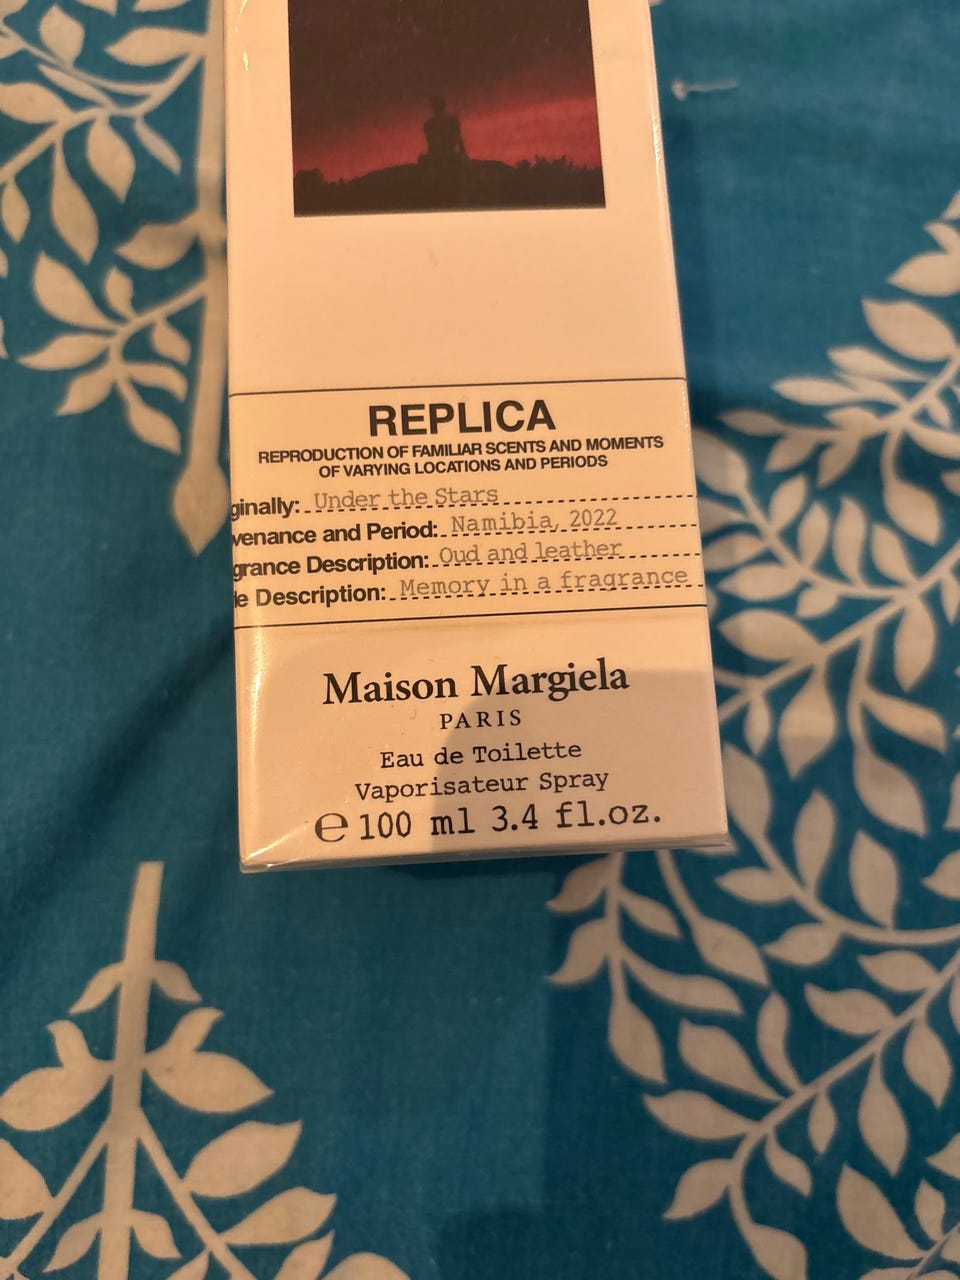 REPLICA
REPRODUCTION OF FAMILIAR SCENTS AND MOMENTS
OF VARYING LOCATIONS AND PERIODS
ginally: Under the Stars
venance and Period: Namibia, 2022
grance Description: Oud and leather
le Description: Memory in a fragrance
Maison Margiela
PARIS
Eau de Toilette
Vaporisateur Spray
℮ 100 ml 3.4 fl.oz.